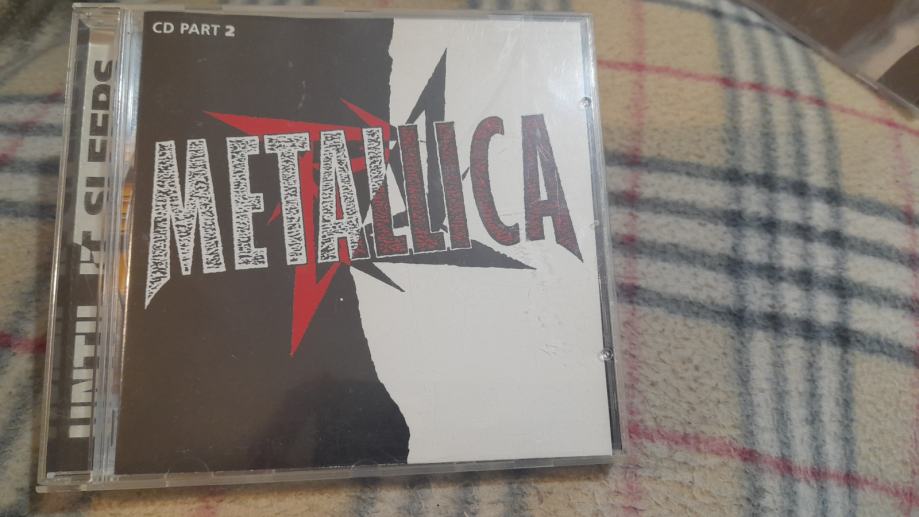 CD PART 2
METALLICA
UNTIL IT SLEEPS